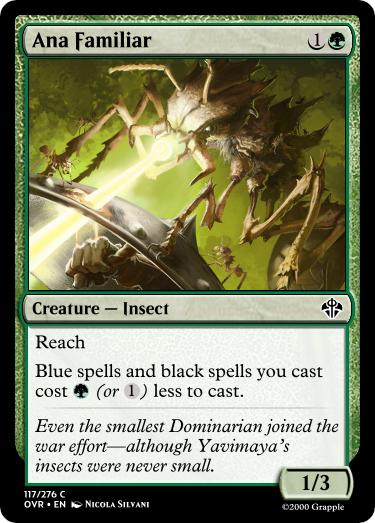 Ana Familiar 1
Creature — Insect
Reach
Blue spells and black spells you cast
cost (or 1) less to cast.
Even the smallest Dominarian joined the
war effort—although Yavimaya's
insects were never small.
1/3
117/276 C
OVR • EN Nicola Silvani
©2000 Grapple